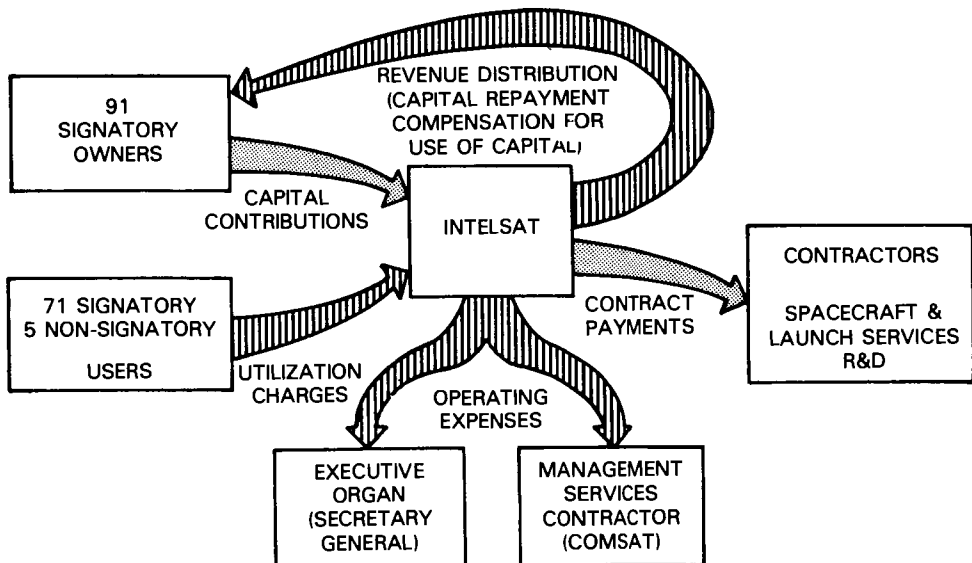 REVENUE DISTRIBUTION
(CAPITAL REPAYMENT
COMPENSATION FOR
USE OF CAPITAL)
91
SIGNATORY
OWNERS
CAPITAL
CONTRIBUTIONS
INTELSAT
CONTRACTORS
SPACECRAFT &
LAUNCH SERVICES
R&D
CONTRACT
PAYMENTS
71 SIGNATORY
5 NON-SIGNATORY
USERS
UTILIZATION
CHARGES
OPERATING
EXPENSES
EXECUTIVE
ORGAN
(SECRETARY
GENERAL)
MANAGEMENT
SERVICES
CONTRACTOR
(COMSAT)